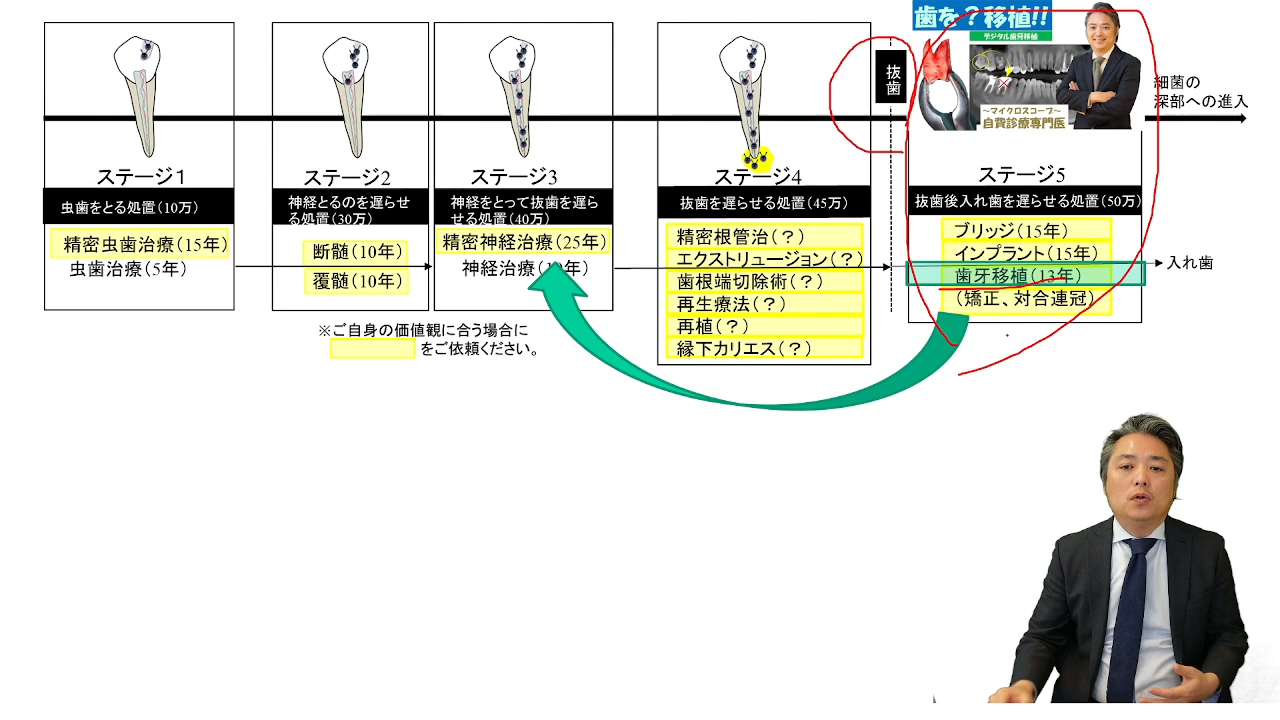 歯を？移植!!
デジタル歯牙移植
～マイクロスコープ～
自費診療専門医
抜歯
細菌の
深部への進入
ステージ１
虫歯をとる処置(10万)
精密虫歯治療(15年)
虫歯治療(5年)
ステージ2
神経とるのを遅らせ
る処置(30万)
断髄(10年)
覆髄(10年)
ステージ3
神経をとって抜歯を遅ら
せる処置(40万)
精密神経治療(25年)
神経治療(
年)
ステージ4
抜歯を遅らせる処置(45万)
精密根管治(？)
エクストリュージョン(？)
歯根端切除術(？)
再生療法(？)
再植(？)
縁下カリエス(？)
ステージ5
抜歯後入れ歯を遅らせる処置(50万)
ブリッジ(15年)
インプラント(15年)
歯牙移植(13年)
(矯正、対合連冠)
入れ歯
※ご自身の価値観に合う場合に
をご依頼ください。